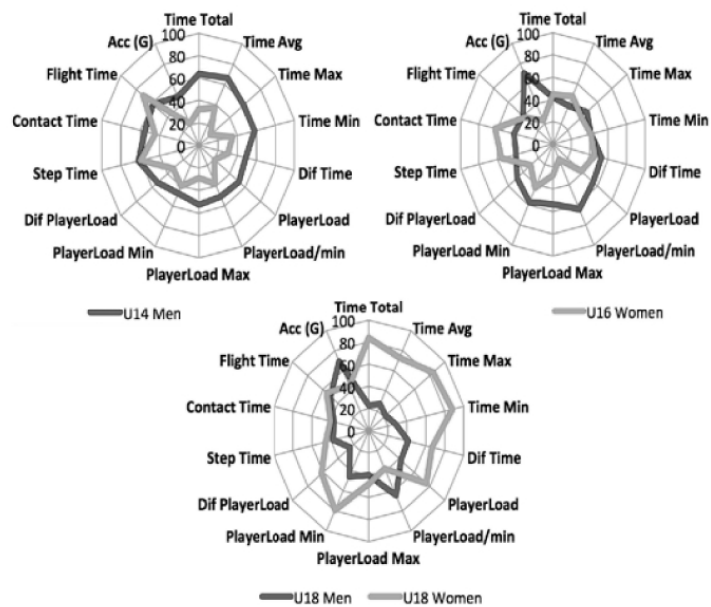 Time Total
100
Acc (G)
Time Avg
80
Flight Time
60
Time Max
40
Contact Time
20
Time Min
0
Step Time
Dif Time
Dif PlayerLoad
PlayerLoad
PlayerLoad Min
PlayerLoad/min
PlayerLoad Max
U14 Men
Time Total
100
Acc (G)
Time Avg
80
Flight Time
60
Time Max
40
Contact Time
20
Time Min
0
Step Time
Dif Time
Dif PlayerLoad
PlayerLoad
PlayerLoad Min
PlayerLoad/min
PlayerLoad Max
U16 Women
Time Total
100
Acc (G)
Time Avg
80
Flight Time
60
Time Max
40
Contact Time
20
Time Min
0
Step Time
Dif Time
Dif PlayerLoad
PlayerLoad
PlayerLoad Min
PlayerLoad/min
PlayerLoad Max
U18 Men
U18 Women